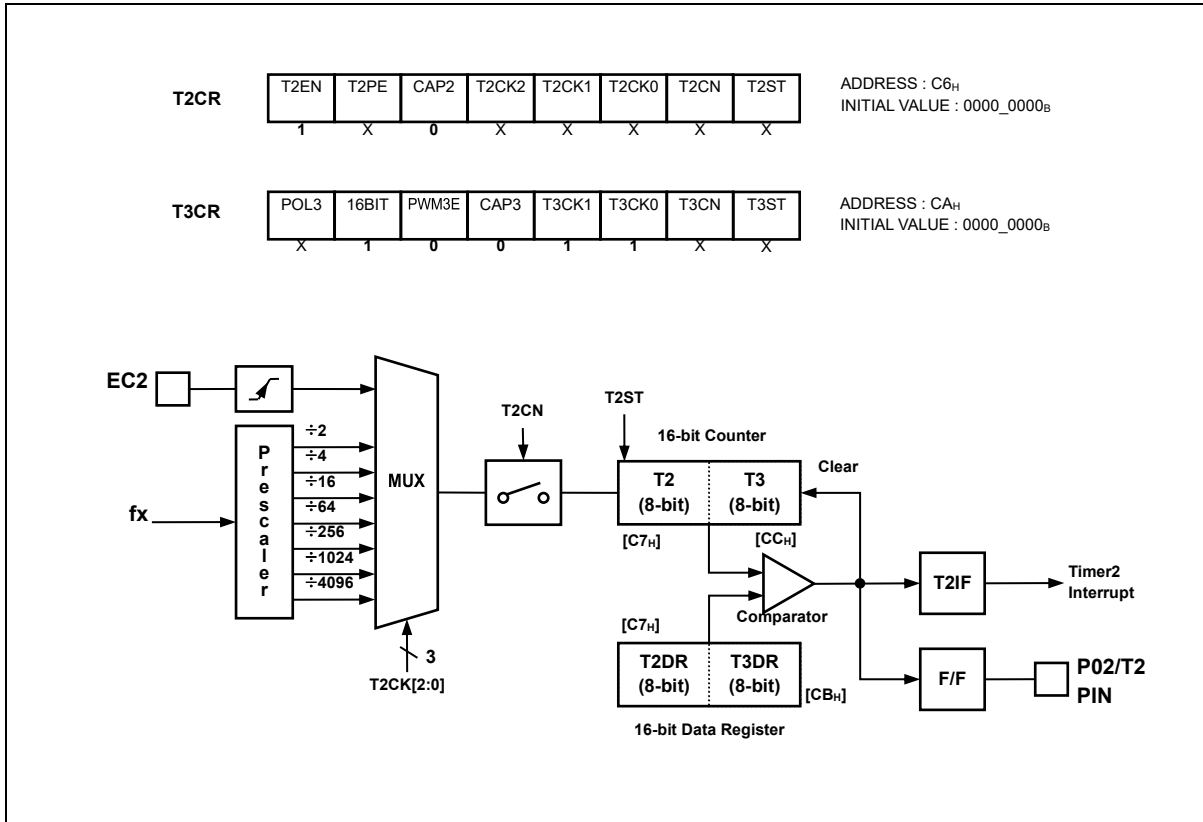 T2CR
T2EN T2PE CAP2 T2CK2 T2CK1 T2CK0 T2CN T2ST
1 X 0 X X X X X
ADDRESS : C6H
INITIAL VALUE : 0000_0000B
T3CR
POL3 16BIT PWM3E CAP3 T3CK1 T3CK0 T3CN T3ST
X 1 0 0 1 1 X X
ADDRESS : CAH
INITIAL VALUE : 0000_0000B
EC2
fx
Prescaler
÷2
÷4
÷16
÷64
÷256
÷1024
÷4096
MUX
3
T2CK[2:0]
T2CN
T2ST
16-bit Counter
T2
(8-bit)
T3
(8-bit)
Clear
[C7H]
[CCH]
Comparator
[C7H]
T2DR
(8-bit)
T3DR
(8-bit)
[CBH]
16-bit Data Register
T2IF
Timer2
Interrupt
F/F
P02/T2
PIN